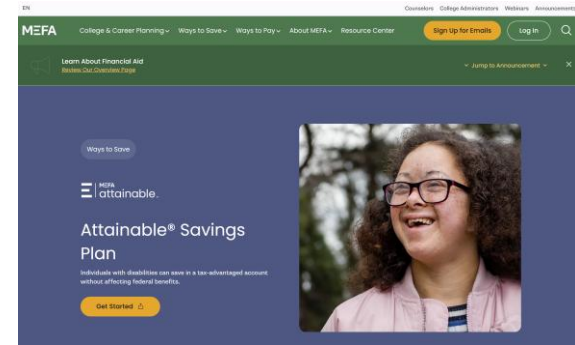 EN
Counselors College Administrators Webinars Announcements
MEFA College & Career Planning Ways to Save Ways to Pay About MEFA Resource Center Sign Up for Emails Log In
Learn About Financial Aid
Review Our Overview Page
Jump to Announcement
Ways to Save
MEFA
attainable.
Attainable® Savings
Plan
Individuals with disabilities can save in a tax-advantaged account
without affecting federal benefits.
Get Started